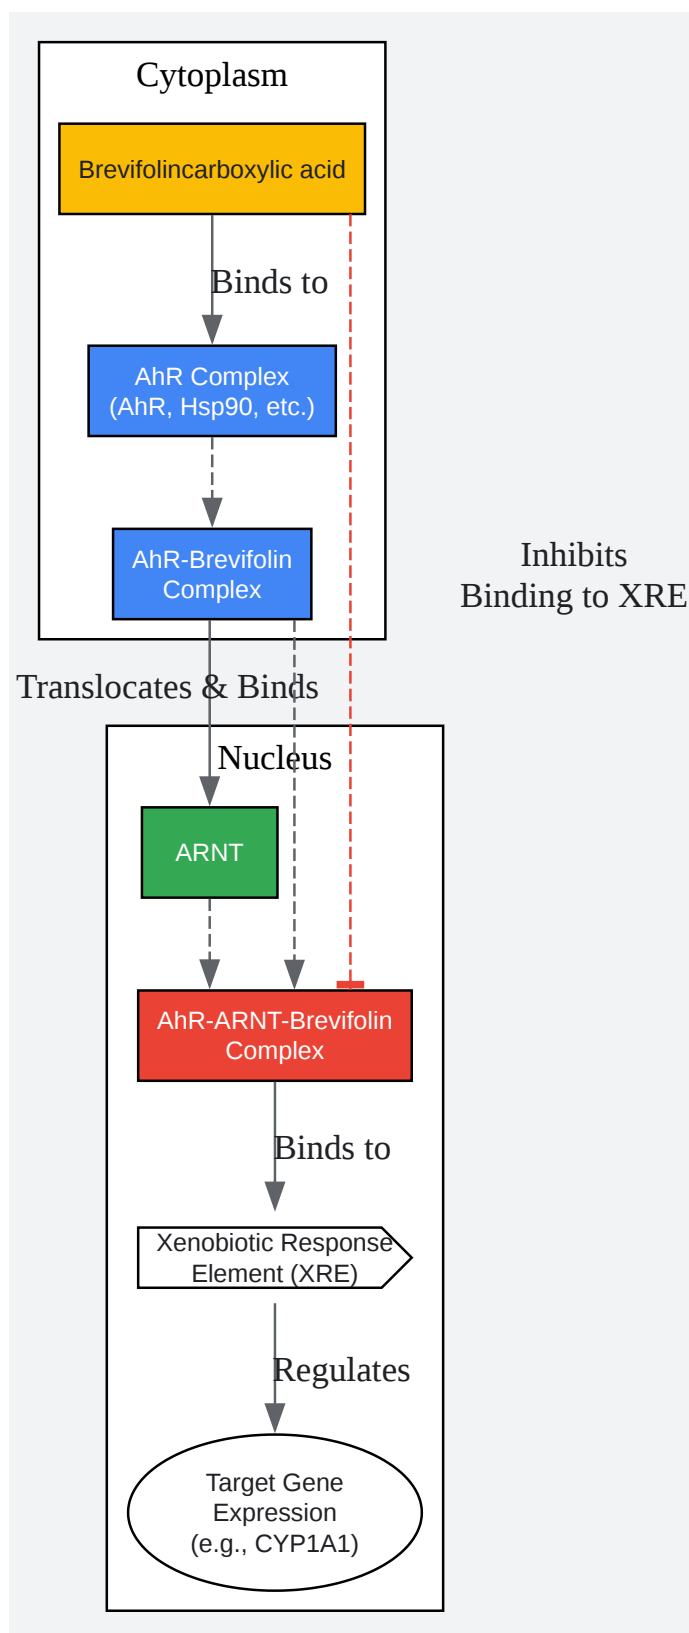 Cytoplasm
Brevifolincarboxylic acid
Binds to
AhR Complex
(AhR, Hsp90, etc.)
AhR-Brevifolin
Complex
Inhibits
Binding to XRE
Translocates & Binds
Nucleus
ARNT
AhR-ARNT-Brevifolin
Complex
Binds to
Xenobiotic Response
Element (XRE)
Regulates
Target Gene
Expression
(e.g., CYP1A1)